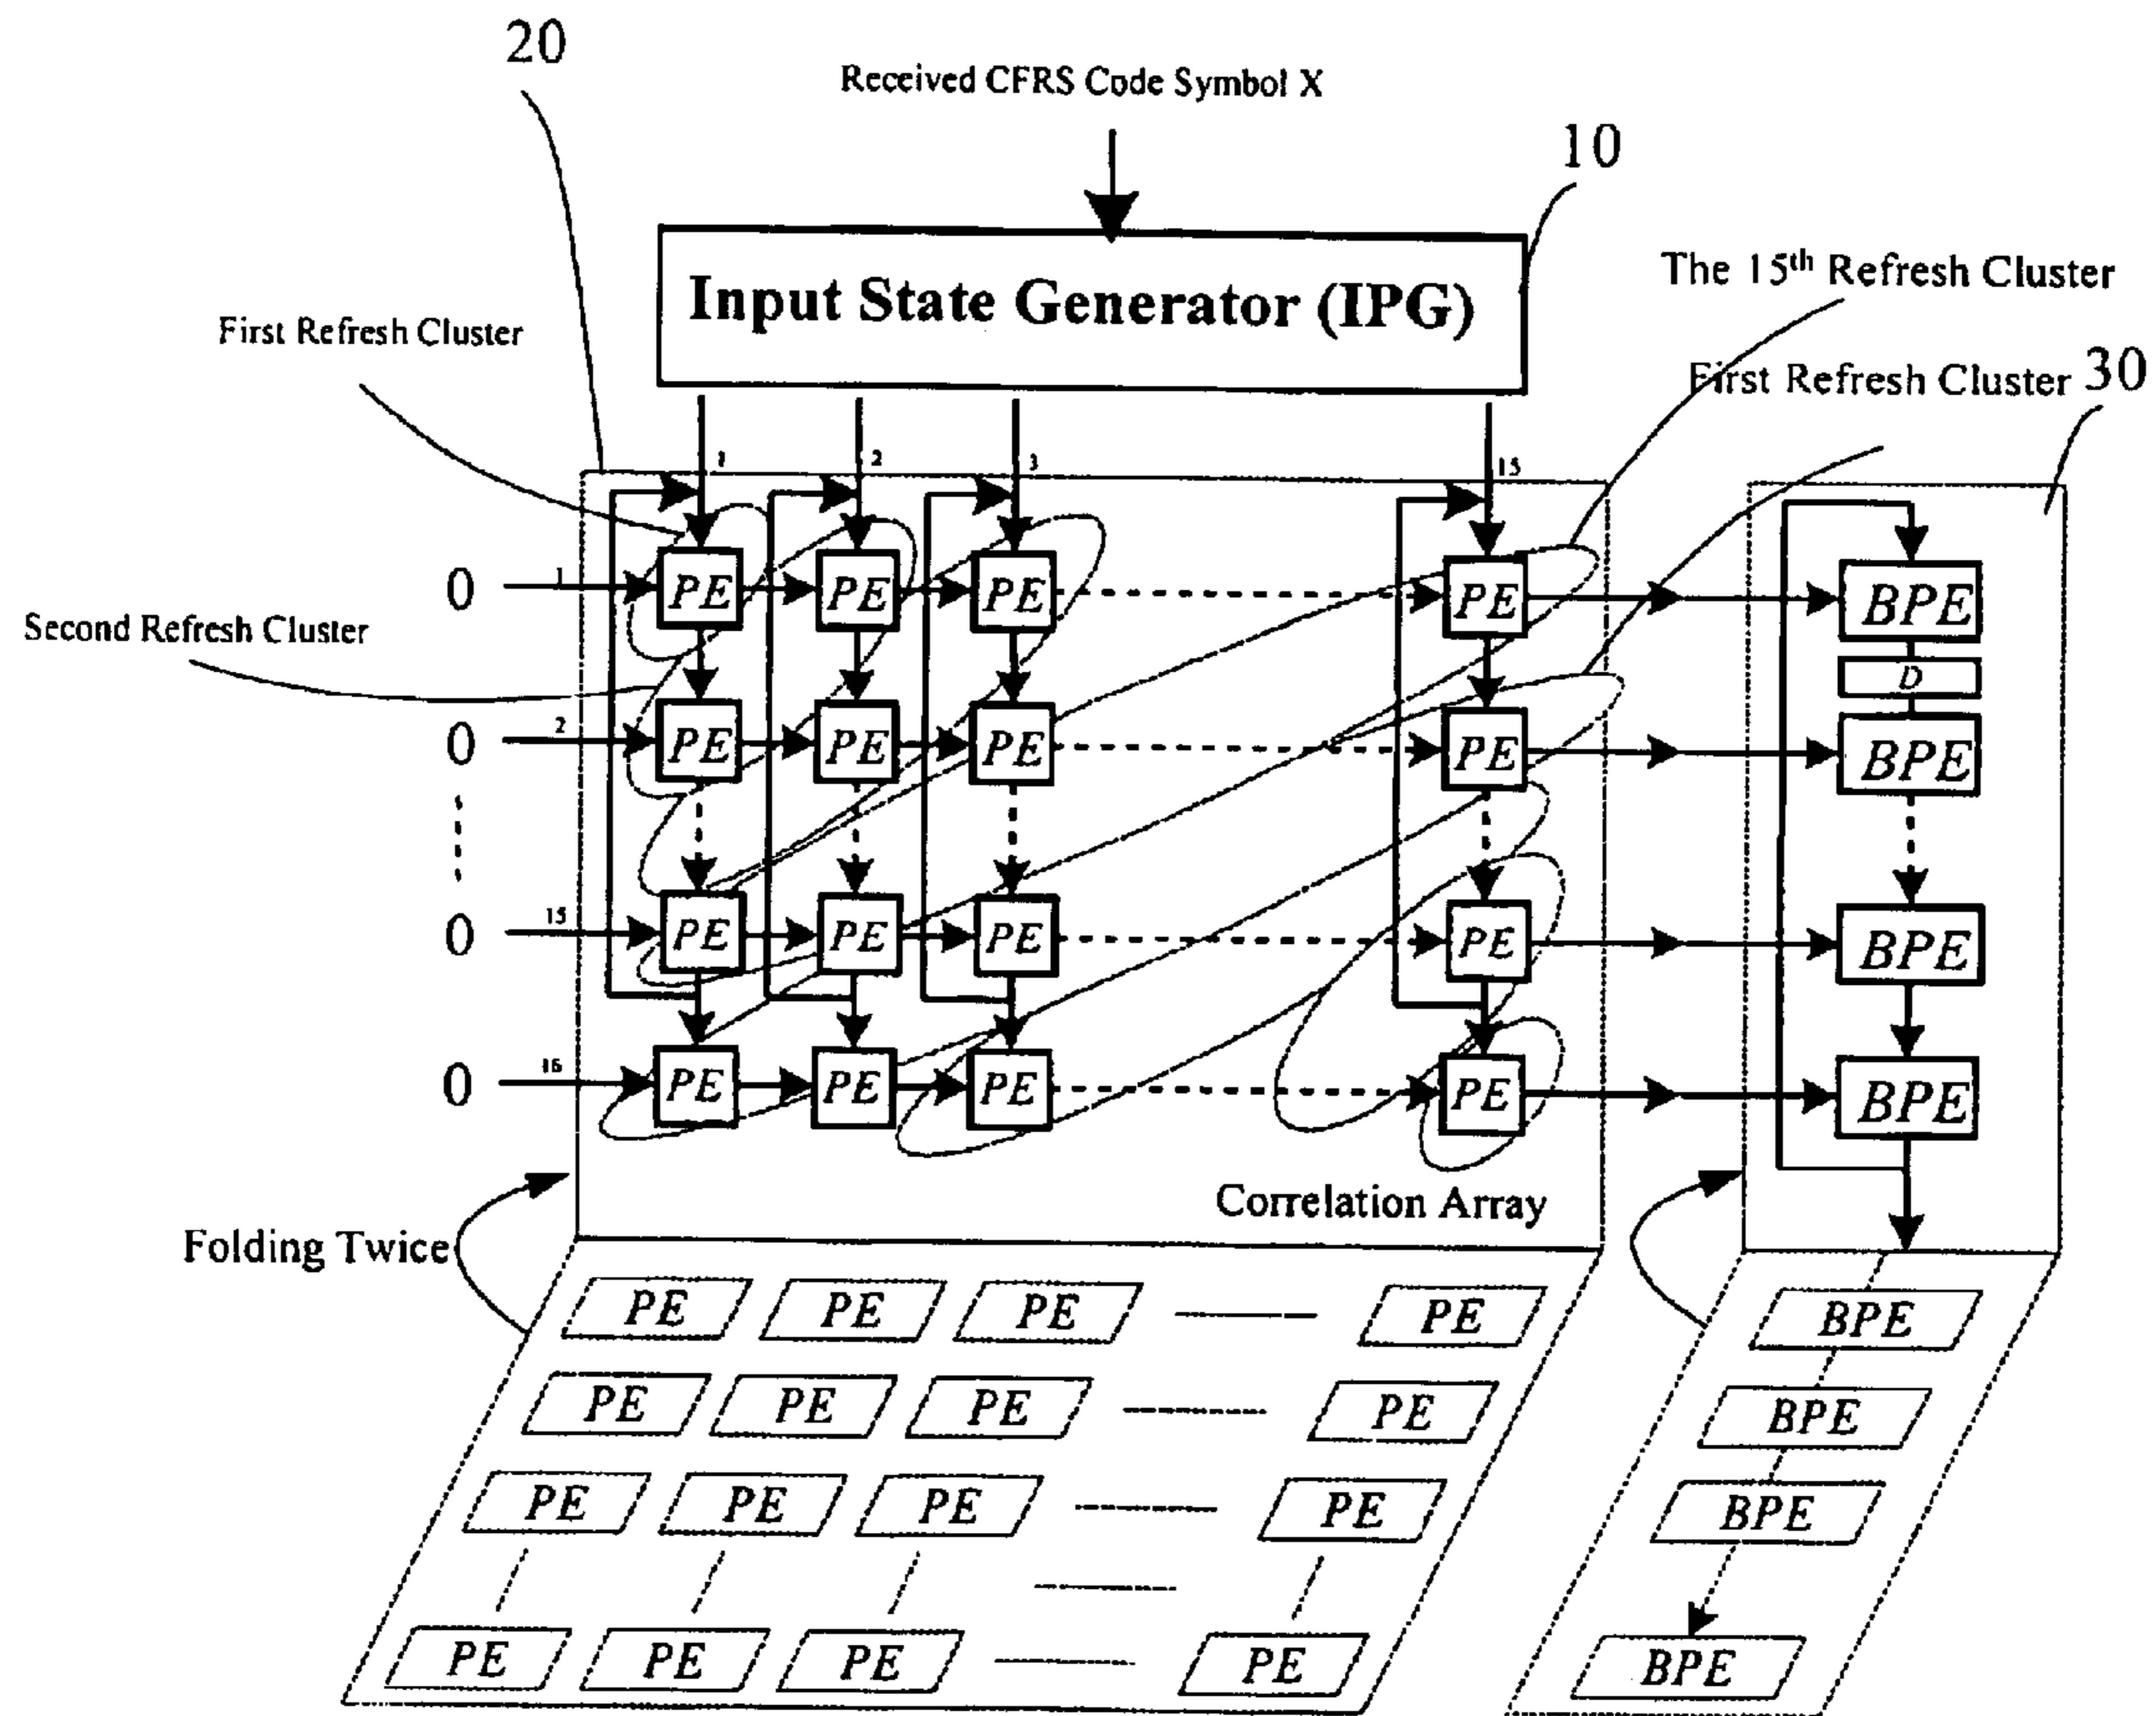 20
Received CFRS Code Symbol X
10
Input State Generator (IPG)
The 15th Refresh Cluster
First Refresh Cluster
First Refresh Cluster 30
1 2 3 15
0 1 PE PE PE PE BPE
Second Refresh Cluster
D
0 2 PE PE PE PE BPE
0 15 PE PE PE PE BPE
0 16 PE PE PE PE BPE
Correlation Array
Folding Twice
PE PE PE PE BPE
PE PE PE PE BPE
PE PE PE PE BPE
PE PE PE PE BPE